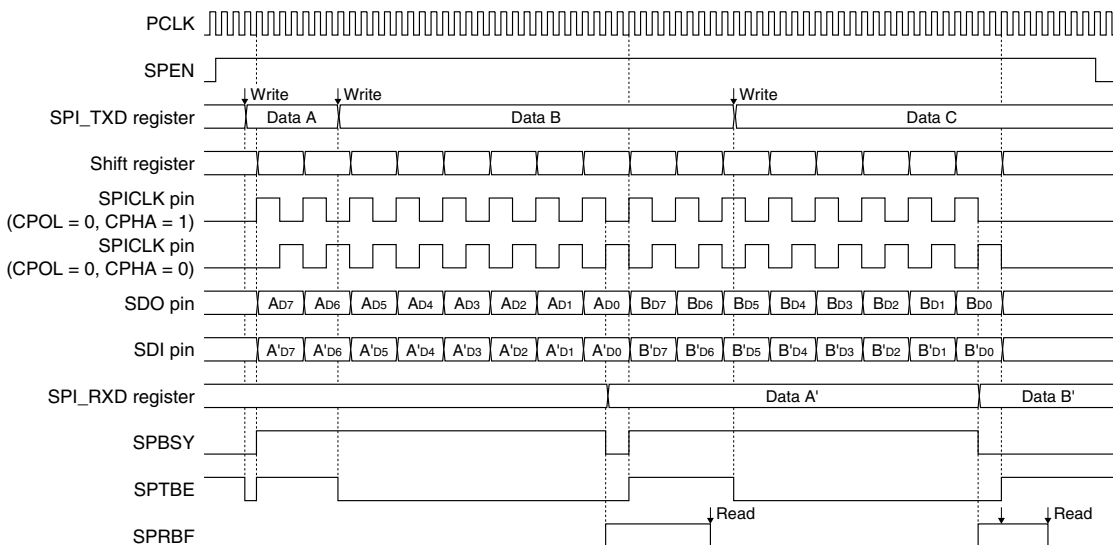 PCLK
SPEN
Write Write Write
SPI_TXD register Data A Data B Data C
Shift register
SPICLK pin
(CPOL = 0, CPHA = 1)
SPICLK pin
(CPOL = 0, CPHA = 0)
SDO pin AD7 AD6 AD5 AD4 AD3 AD2 AD1 AD0 BD7 BD6 BD5 BD4 BD3 BD2 BD1 BD0
SDI pin A'D7 A'D6 A'D5 A'D4 A'D3 A'D2 A'D1 A'D0 B'D7 B'D6 B'D5 B'D4 B'D3 B'D2 B'D1 B'D0
SPI_RXD register Data A' Data B'
SPBSY
SPTBE
Read Read
SPRBF